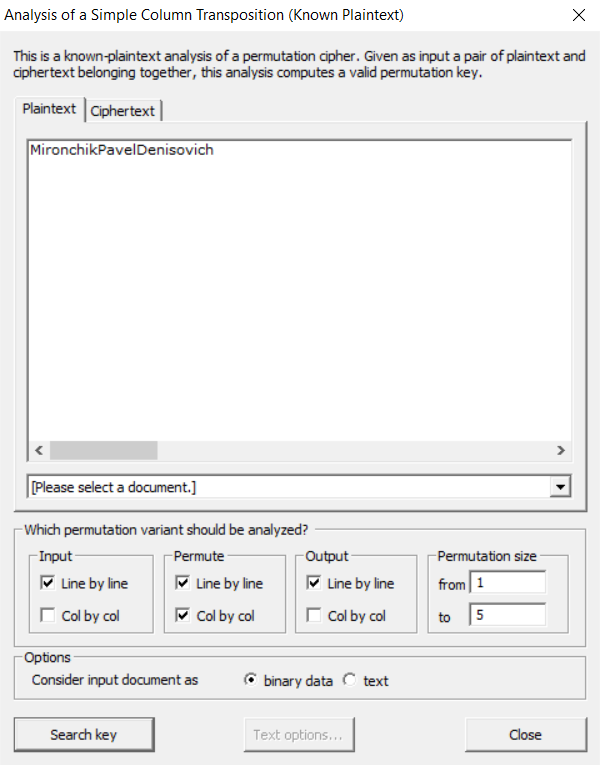 Analysis of a Simple Column Transposition (Known Plaintext)
This is a known-plaintext analysis of a permutation cipher. Given as input a pair of plaintext and
ciphertext belonging together, this analysis computes a valid permutation key.
Plaintext Ciphertext
MironchikPavelDenisovich
[Please select a document.]
Which permutation variant should be analyzed?
Input Permute Output Permutation size
Line by line Line by line Line by line from 1
Col by col Col by col Col by col to 5
Options
Consider input document as binary data text
Search key Text options... Close